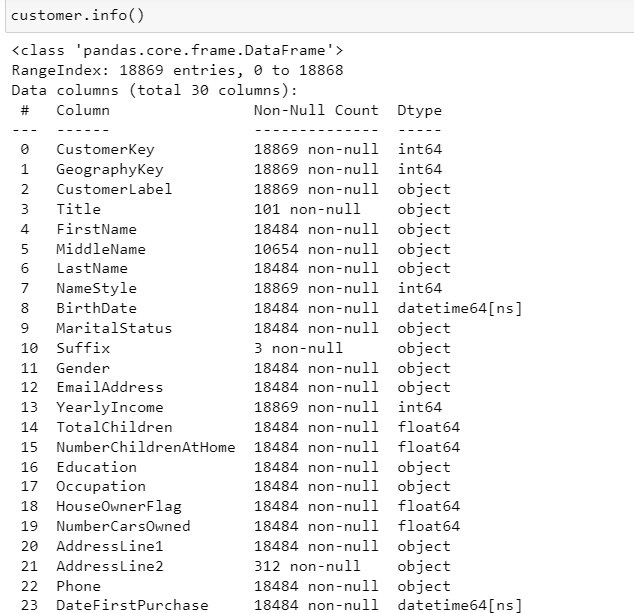 customer.info()
<class 'pandas.core.frame.DataFrame'>
RangeIndex: 18869 entries, 0 to 18868
Data columns (total 30 columns):
 #   Column                Non-Null Count  Dtype
---  ------                --------------  -----
 0   CustomerKey           18869 non-null  int64
 1   GeographyKey          18869 non-null  int64
 2   CustomerLabel         18869 non-null  object
 3   Title                 101 non-null    object
 4   FirstName             18484 non-null  object
 5   MiddleName            10654 non-null  object
 6   LastName              18484 non-null  object
 7   NameStyle             18869 non-null  int64
 8   BirthDate             18484 non-null  datetime64[ns]
 9   MaritalStatus         18484 non-null  object
 10  Suffix                3 non-null      object
 11  Gender                18484 non-null  object
 12  EmailAddress          18484 non-null  object
 13  YearlyIncome          18869 non-null  int64
 14  TotalChildren         18484 non-null  float64
 15  NumberChildrenAtHome  18484 non-null  float64
 16  Education             18484 non-null  object
 17  Occupation            18484 non-null  object
 18  HouseOwnerFlag        18484 non-null  float64
 19  NumberCarsOwned       18484 non-null  float64
 20  AddressLine1          18484 non-null  object
 21  AddressLine2          312 non-null    object
 22  Phone                 18484 non-null  object
 23  DateFirstPurchase     18484 non-null  datetime64[ns]